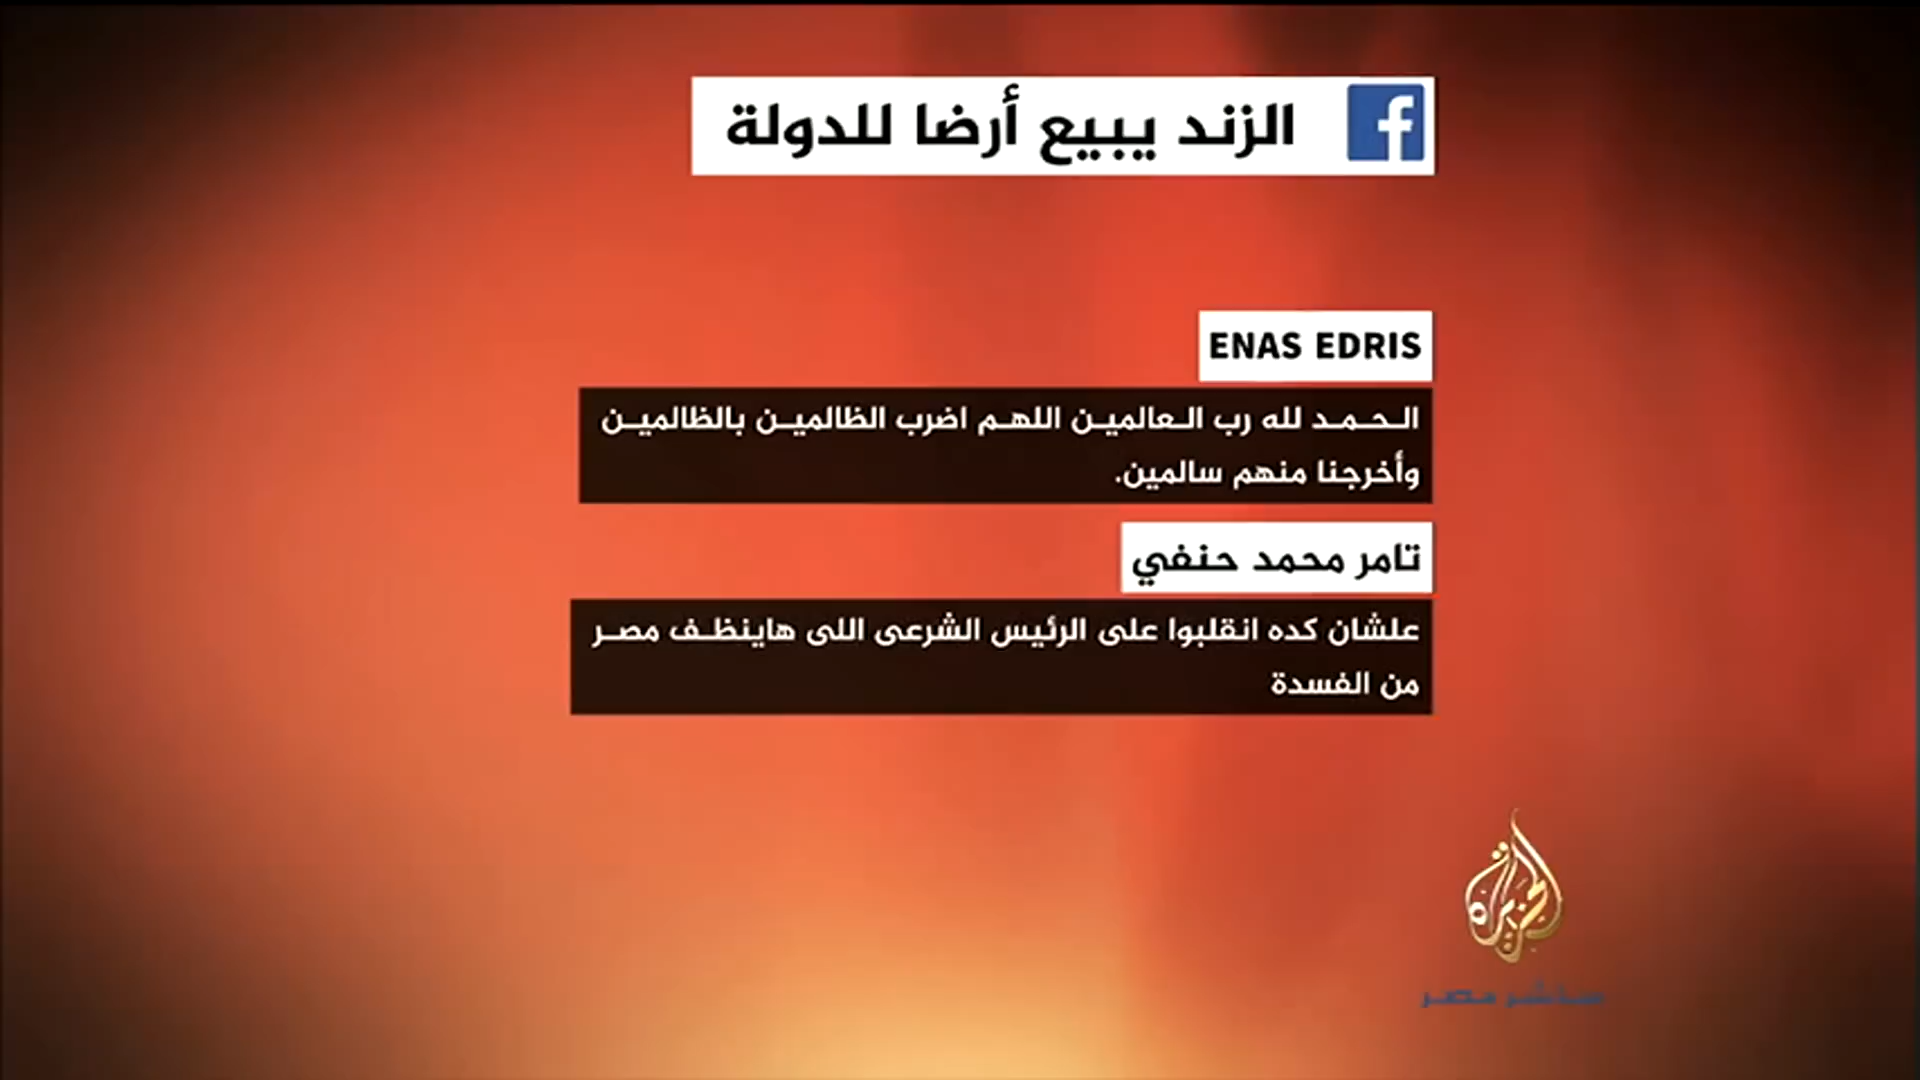 الزند يبيع أرضا للدولة
ENAS EDRIS
الحمد لله رب العالمين اللهم اضرب الظالمين بالظالمين
وأخرجنا منهم سالمين.
تامر محمد حنفي
علشان كده انقلبوا على الرئيس الشرعى اللى هاينظف مصر
من الفسدة
الجزيرة
مباشر مصر